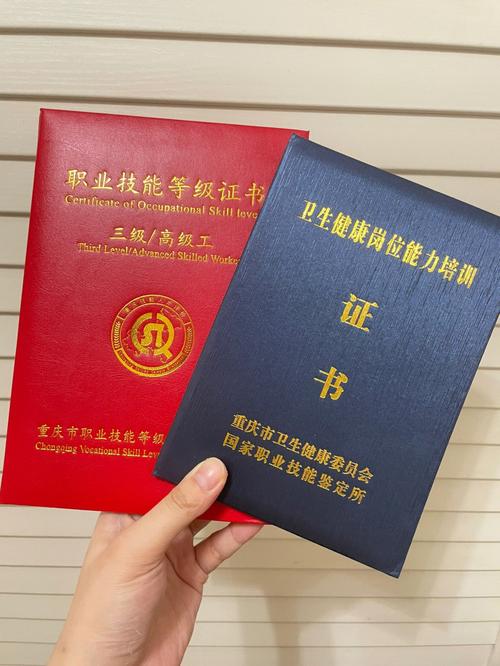 职业技能等级证书
Certificate of Occupational Skill level
三级/高级工
Third Level/Advanced Skilled Worke
重庆市职业技能等级
Chongqing Vocational Skill Leve
卫生健康岗位能力培训
证
书
重庆市卫生健康委员会
国家职业技能鉴定所